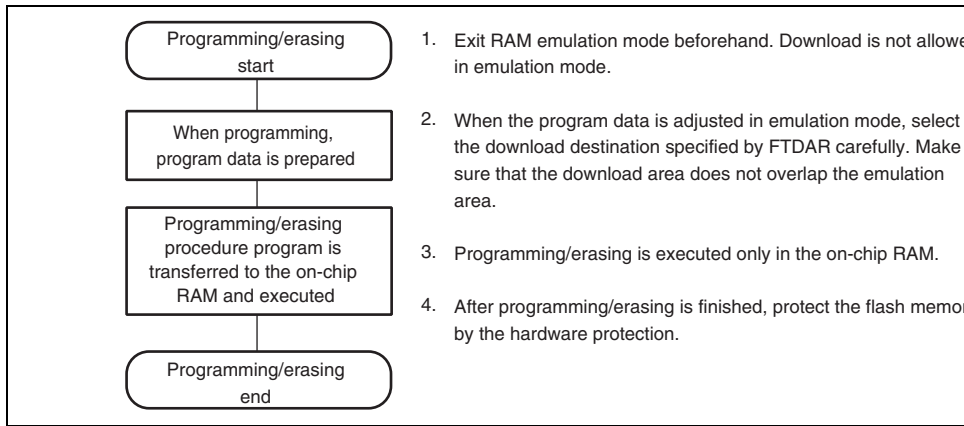 Programming/erasing
start
When programming,
program data is prepared
Programming/erasing
procedure program is
transferred to the on-chip
RAM and executed
Programming/erasing
end
1. Exit RAM emulation mode beforehand. Download is not allowe
in emulation mode.
2. When the program data is adjusted in emulation mode, select
the download destination specified by FTDAR carefully. Make
sure that the download area does not overlap the emulation
area.
3. Programming/erasing is executed only in the on-chip RAM.
4. After programming/erasing is finished, protect the flash memor
by the hardware protection.